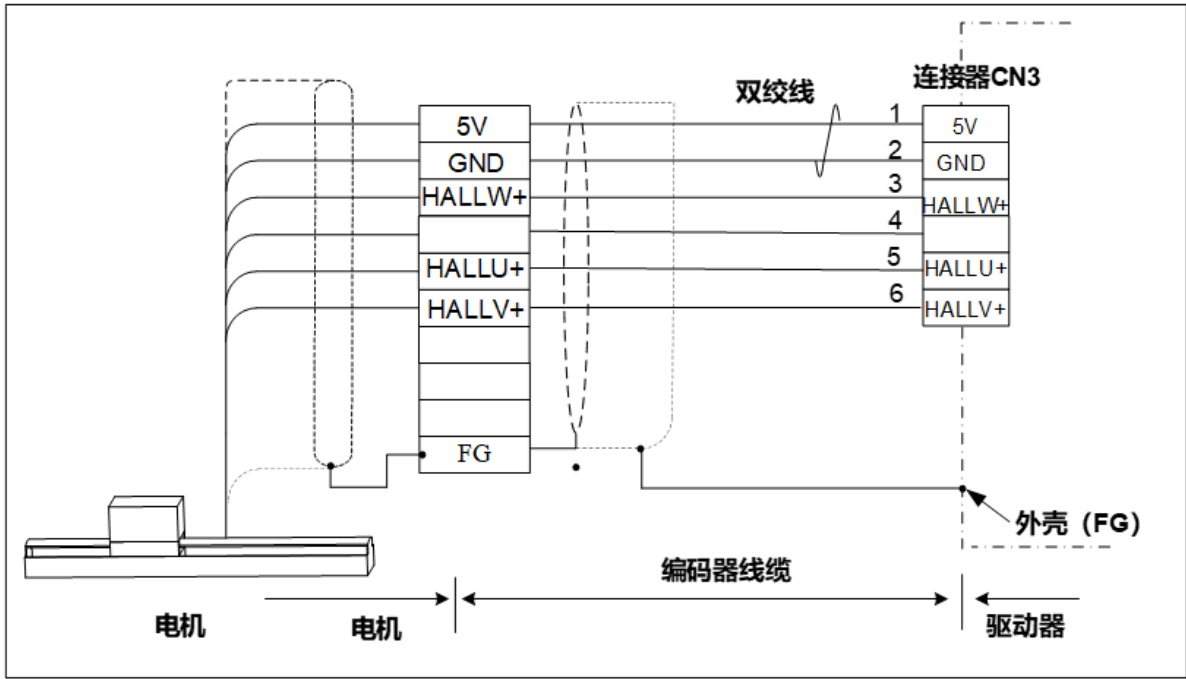 连接器CN3
双绞线
5V 1 5V
GND 2 GND
HALLW+ 3 HALLW+
4
HALLU+ 5 HALLU+
HALLV+ 6 HALLV+
FG
外壳（FG）
编码器线缆
电机 电机 驱动器